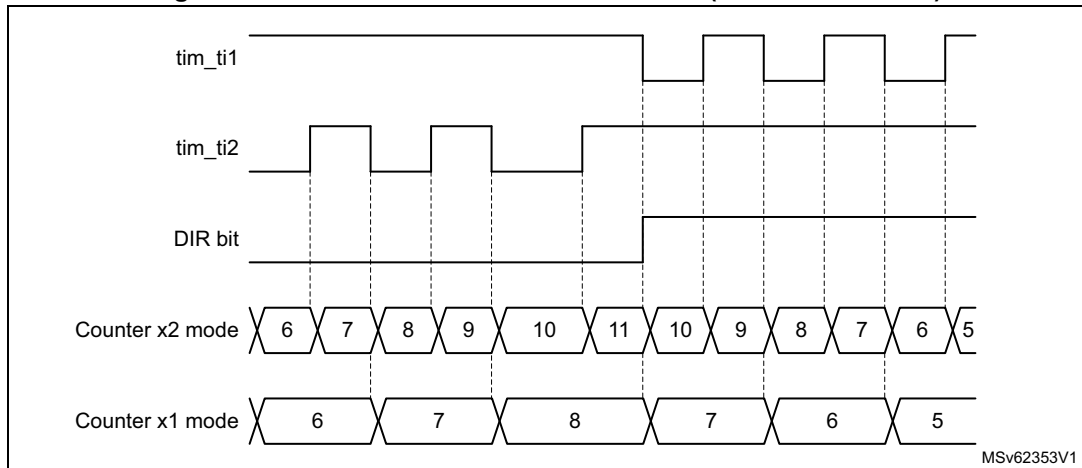 tim_ti1
tim_ti2
DIR bit
Counter x2 mode 6 7 8 9 10 11 10 9 8 7 6 5
Counter x1 mode 6 7 8 7 6 5
MSv62353V1